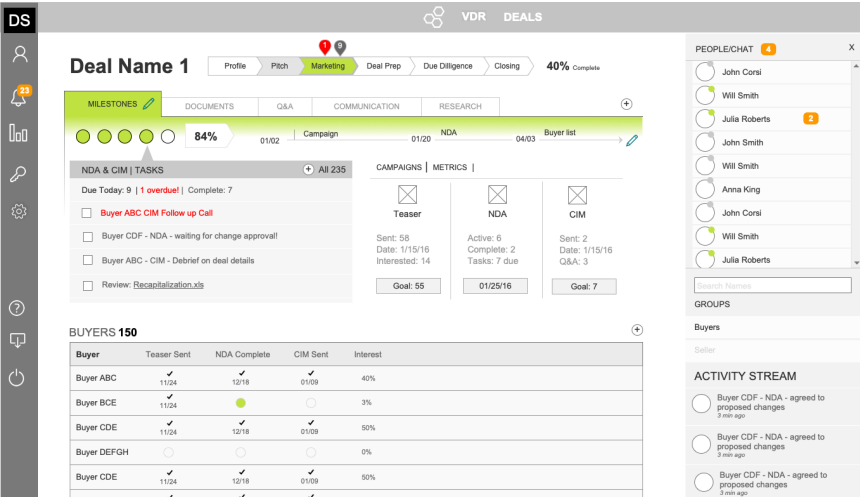 DS
VDR DEALS
23
Deal Name 1
1 9
Profile Pitch Marketing Deal Prep Due Dilligence Closing
40% Complete
MILESTONES DOCUMENTS Q&A COMMUNICATION RESEARCH
84%
01/02 Campaign 01/20 NDA 04/03 Buyer list
NDA & CIM | TASKS All 235
Due Today: 9 | 1 overdue! | Complete: 7
Buyer ABC CIM Follow up Call
Buyer CDF - NDA - waiting for change approval!
Buyer ABC - CIM - Debrief on deal details
Review: Recapitalization.xls
CAMPAIGNS | METRICS |
Teaser
Sent: 58
Date: 1/15/16
Interested: 14
Goal: 55
NDA
Active: 6
Complete: 2
Tasks: 7 due
01/25/16
CIM
Sent: 2
Date: 1/15/16
Q&A: 3
Goal: 7
BUYERS 150
Buyer Teaser Sent NDA Complete CIM Sent Interest
Buyer ABC 11/24 12/18 01/09 40%
Buyer BCE 11/24 3%
Buyer CDE 11/24 12/18 01/09 50%
Buyer DEFGH 0%
Buyer CDE 11/24 12/18 01/09 50%
PEOPLE/CHAT 4 X
John Corsi
Will Smith
Julia Roberts 2
John Smith
Will Smith
Anna King
John Corsi
Will Smith
Julia Roberts
Search Names
GROUPS
Buyers
Seller
ACTIVITY STREAM
Buyer CDF - NDA - agreed to
proposed changes
3 min ago
Buyer CDF - NDA - agreed to
proposed changes
3 min ago
Buyer CDF - NDA - agreed to
proposed changes
3 min ago